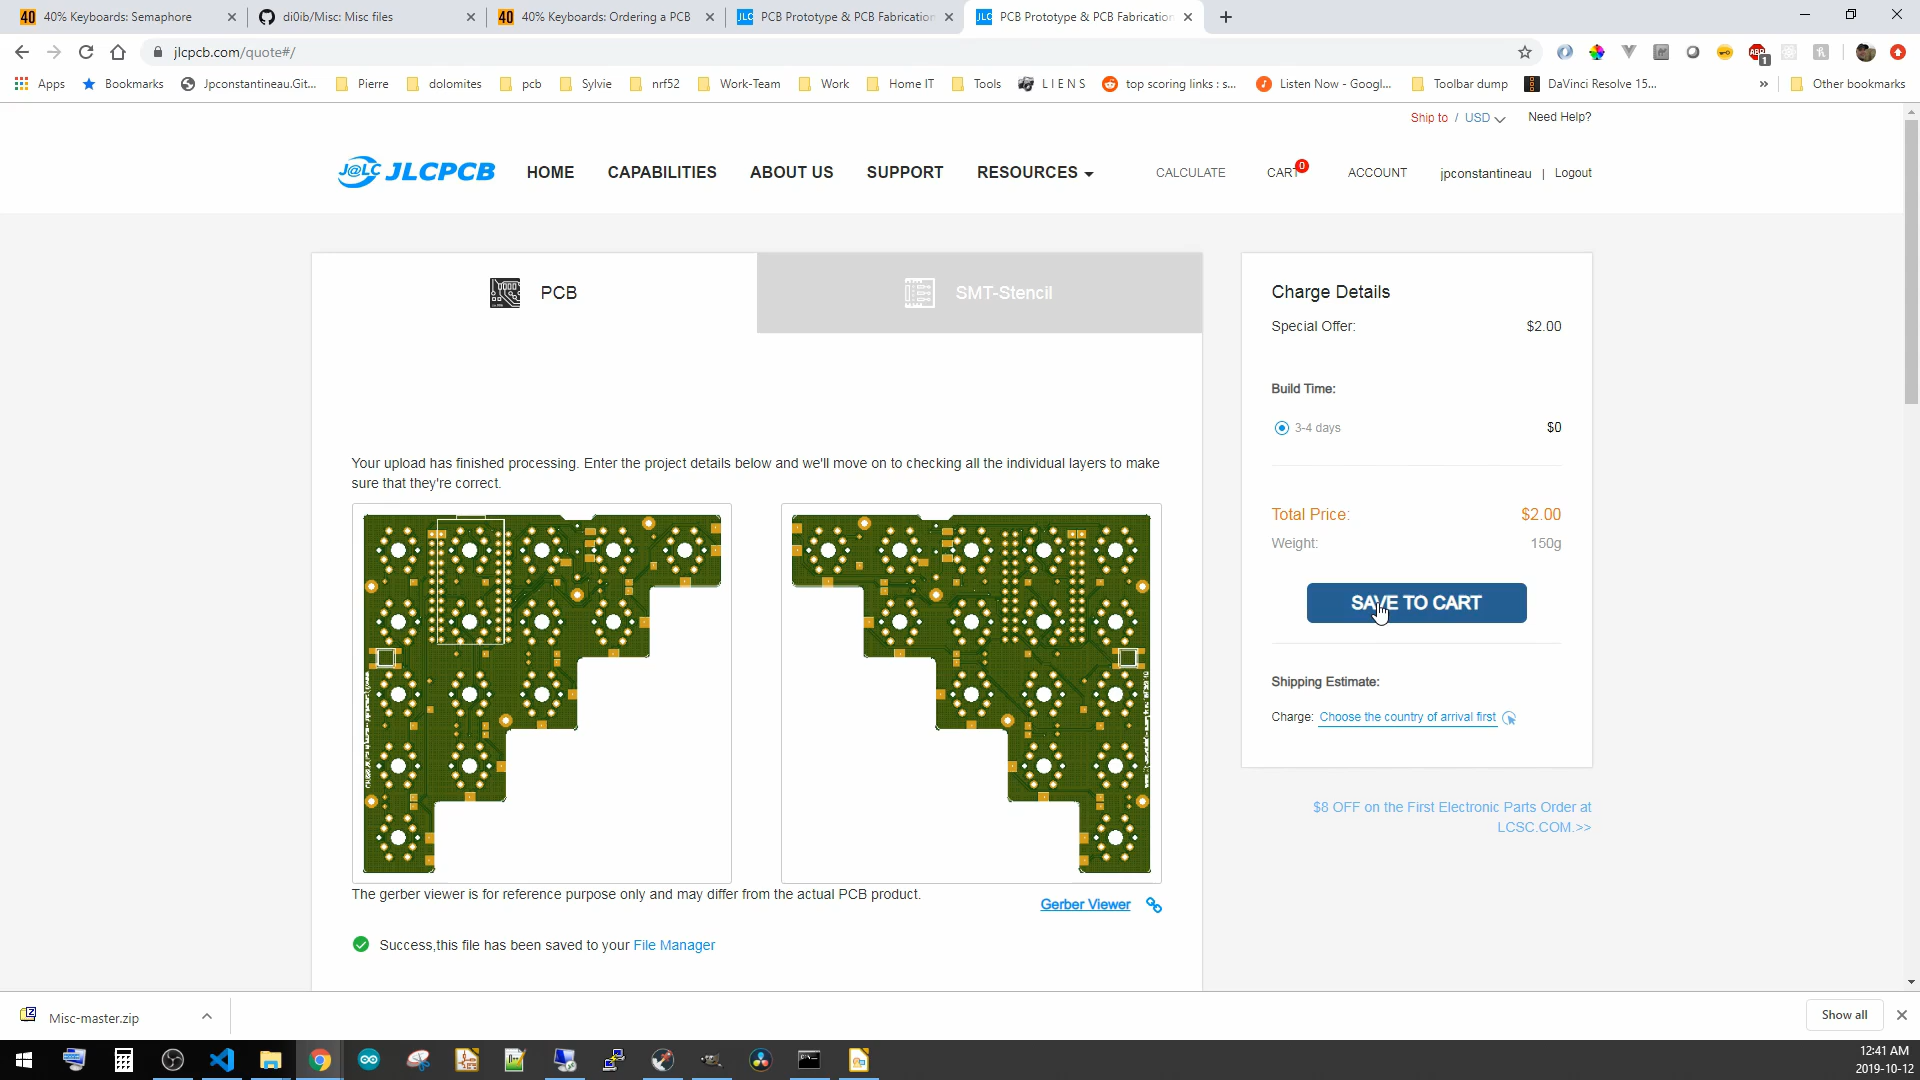 40% Keyboards: Semaphore
di0ib/Misc: Misc files
40% Keyboards: Ordering a PCB
PCB Prototype & PCB Fabrication
PCB Prototype & PCB Fabrication
jlcpcb.com/quote#/
Apps
Bookmarks
Jpconstantineau.Git...
Pierre
dolomites
pcb
Sylvie
nrf52
Work-Team
Work
Home IT
Tools
L I E N S
top scoring links : s...
Listen Now - Googl...
Toolbar dump
DaVinci Resolve 15...
»
Other bookmarks
Ship to / USD
Need Help?
J@LC JLCPCB
HOME
CAPABILITIES
ABOUT US
SUPPORT
RESOURCES
CALCULATE
CART 0
ACCOUNT
jpconstantineau | Logout
PCB
SMT-Stencil
Your upload has finished processing. Enter the project details below and we'll move on to checking all the individual layers to make
sure that they're correct.
The gerber viewer is for reference purpose only and may differ from the actual PCB product.
Gerber Viewer
Success,this file has been saved to your File Manager
Charge Details
Special Offer: $2.00
Build Time:
3-4 days $0
Total Price: $2.00
Weight: 150g
SAVE TO CART
Shipping Estimate:
Charge: Choose the country of arrival first
$8 OFF on the First Electronic Parts Order at
LCSC.COM.>>
Misc-master.zip
Show all
12:41 AM
2019-10-12